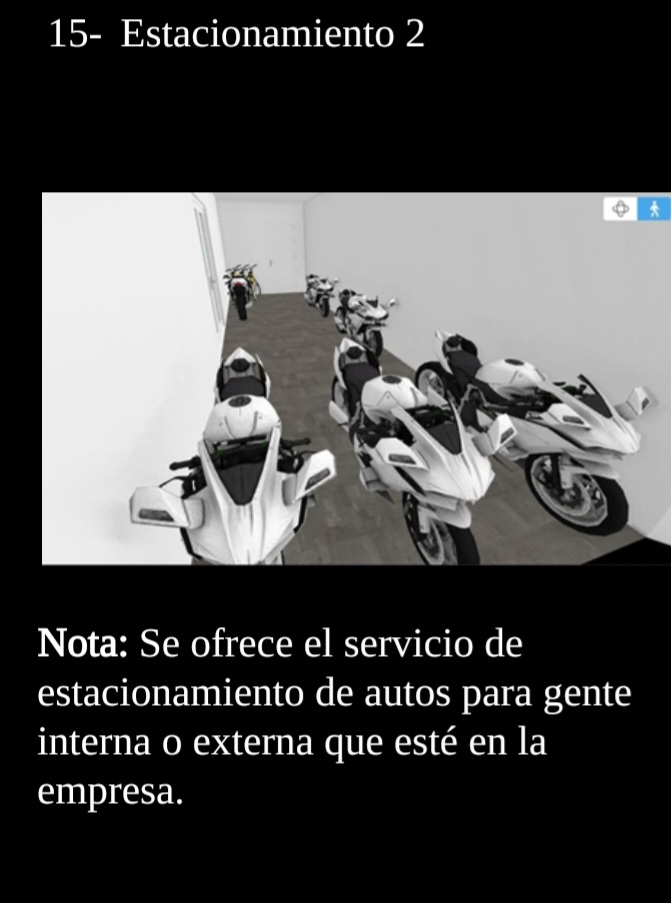 15- Estacionamiento 2
Nota: Se ofrece el servicio de
estacionamiento de autos para gente
interna o externa que esté en la
empresa.